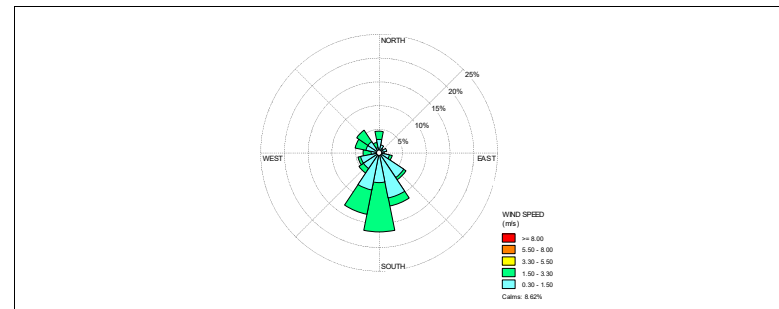 NORTH
25%
20%
15%
10%
5%
WEST
EAST
SOUTH
WIND SPEED
(m/s)
>= 8.00
5.50 - 8.00
3.30 - 5.50
1.50 - 3.30
0.30 - 1.50
Calms: 8.62%